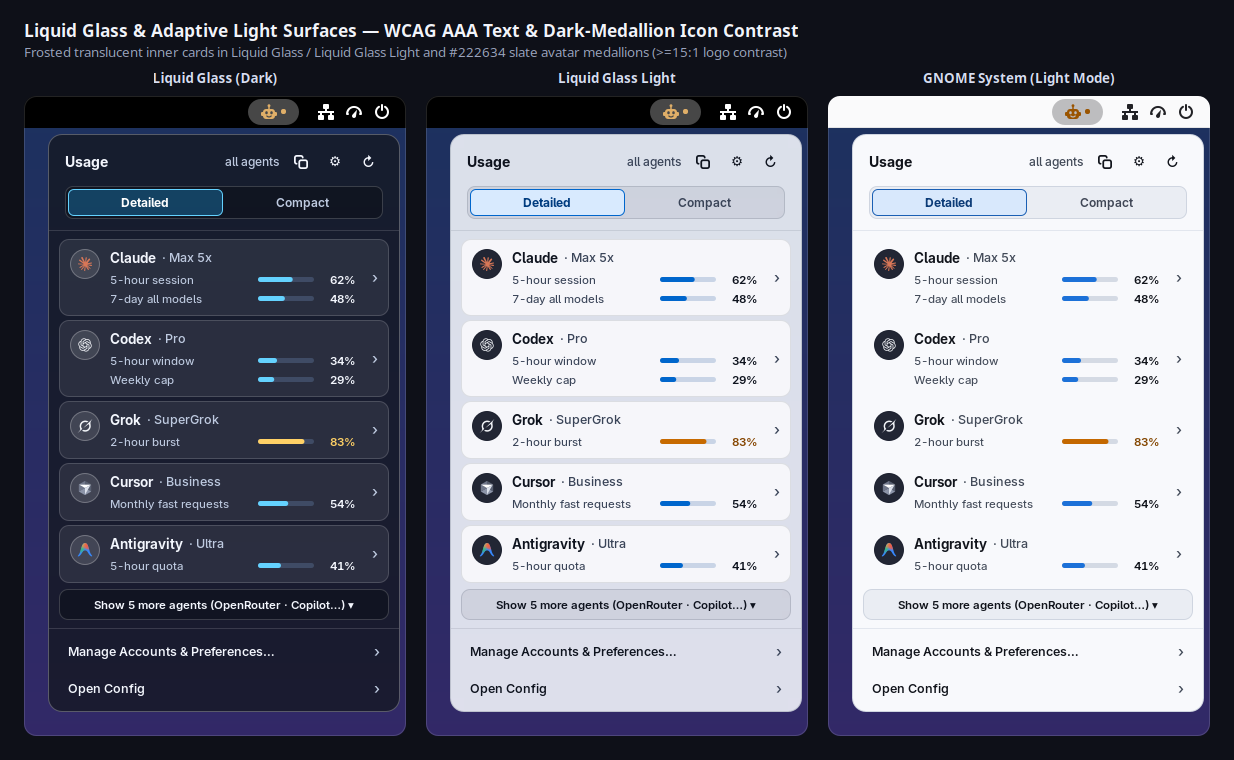 Liquid Glass & Adaptive Light Surfaces — WCAG AAA Text & Dark-Medallion Icon Contrast
Frosted translucent inner cards in Liquid Glass / Liquid Glass Light and #222634 slate avatar medallions (>=15:1 logo contrast)
Liquid Glass (Dark)
Usage
all agents
Detailed
Compact
Claude · Max 5x
5-hour session 62%
7-day all models 48%
Codex · Pro
5-hour window 34%
Weekly cap 29%
Grok · SuperGrok
2-hour burst 83%
Cursor · Business
Monthly fast requests 54%
Antigravity · Ultra
5-hour quota 41%
Show 5 more agents (OpenRouter · Copilot...) ▾
Manage Accounts & Preferences... ›
Open Config ›
Liquid Glass Light
Usage
all agents
Detailed
Compact
Claude · Max 5x
5-hour session 62%
7-day all models 48%
Codex · Pro
5-hour window 34%
Weekly cap 29%
Grok · SuperGrok
2-hour burst 83%
Cursor · Business
Monthly fast requests 54%
Antigravity · Ultra
5-hour quota 41%
Show 5 more agents (OpenRouter · Copilot...) ▾
Manage Accounts & Preferences... ›
Open Config ›
GNOME System (Light Mode)
Usage
all agents
Detailed
Compact
Claude · Max 5x
5-hour session 62%
7-day all models 48%
Codex · Pro
5-hour window 34%
Weekly cap 29%
Grok · SuperGrok
2-hour burst 83%
Cursor · Business
Monthly fast requests 54%
Antigravity · Ultra
5-hour quota 41%
Show 5 more agents (OpenRouter · Copilot...) ▾
Manage Accounts & Preferences... ›
Open Config ›